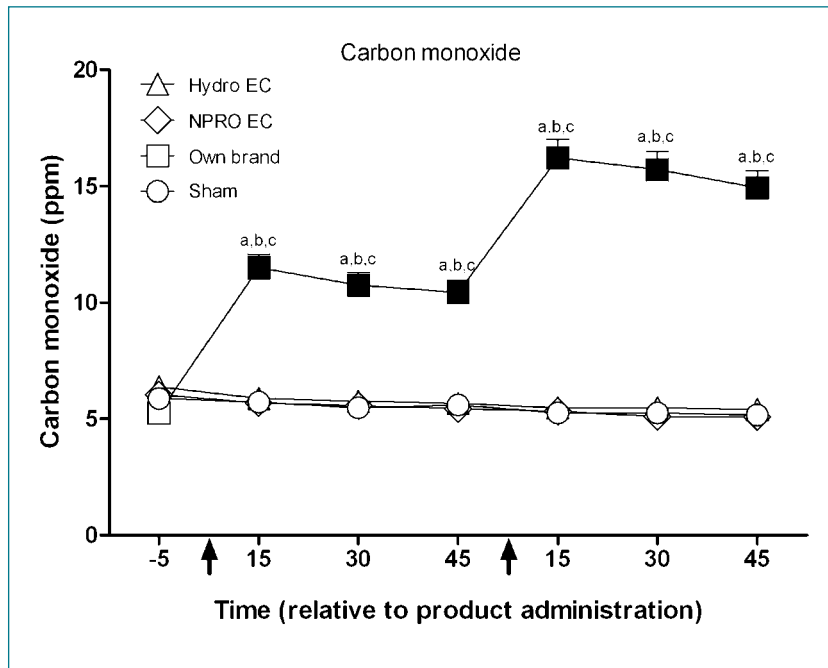 Carbon monoxide
20
15
10
5
0
Carbon monoxide (ppm)
Hydro EC
NPRO EC
Own brand
Sham
a,b,c
a,b,c
a,b,c
a,b,c
a,b,c
a,b,c
-5 15 30 45 15 30 45
Time (relative to product administration)